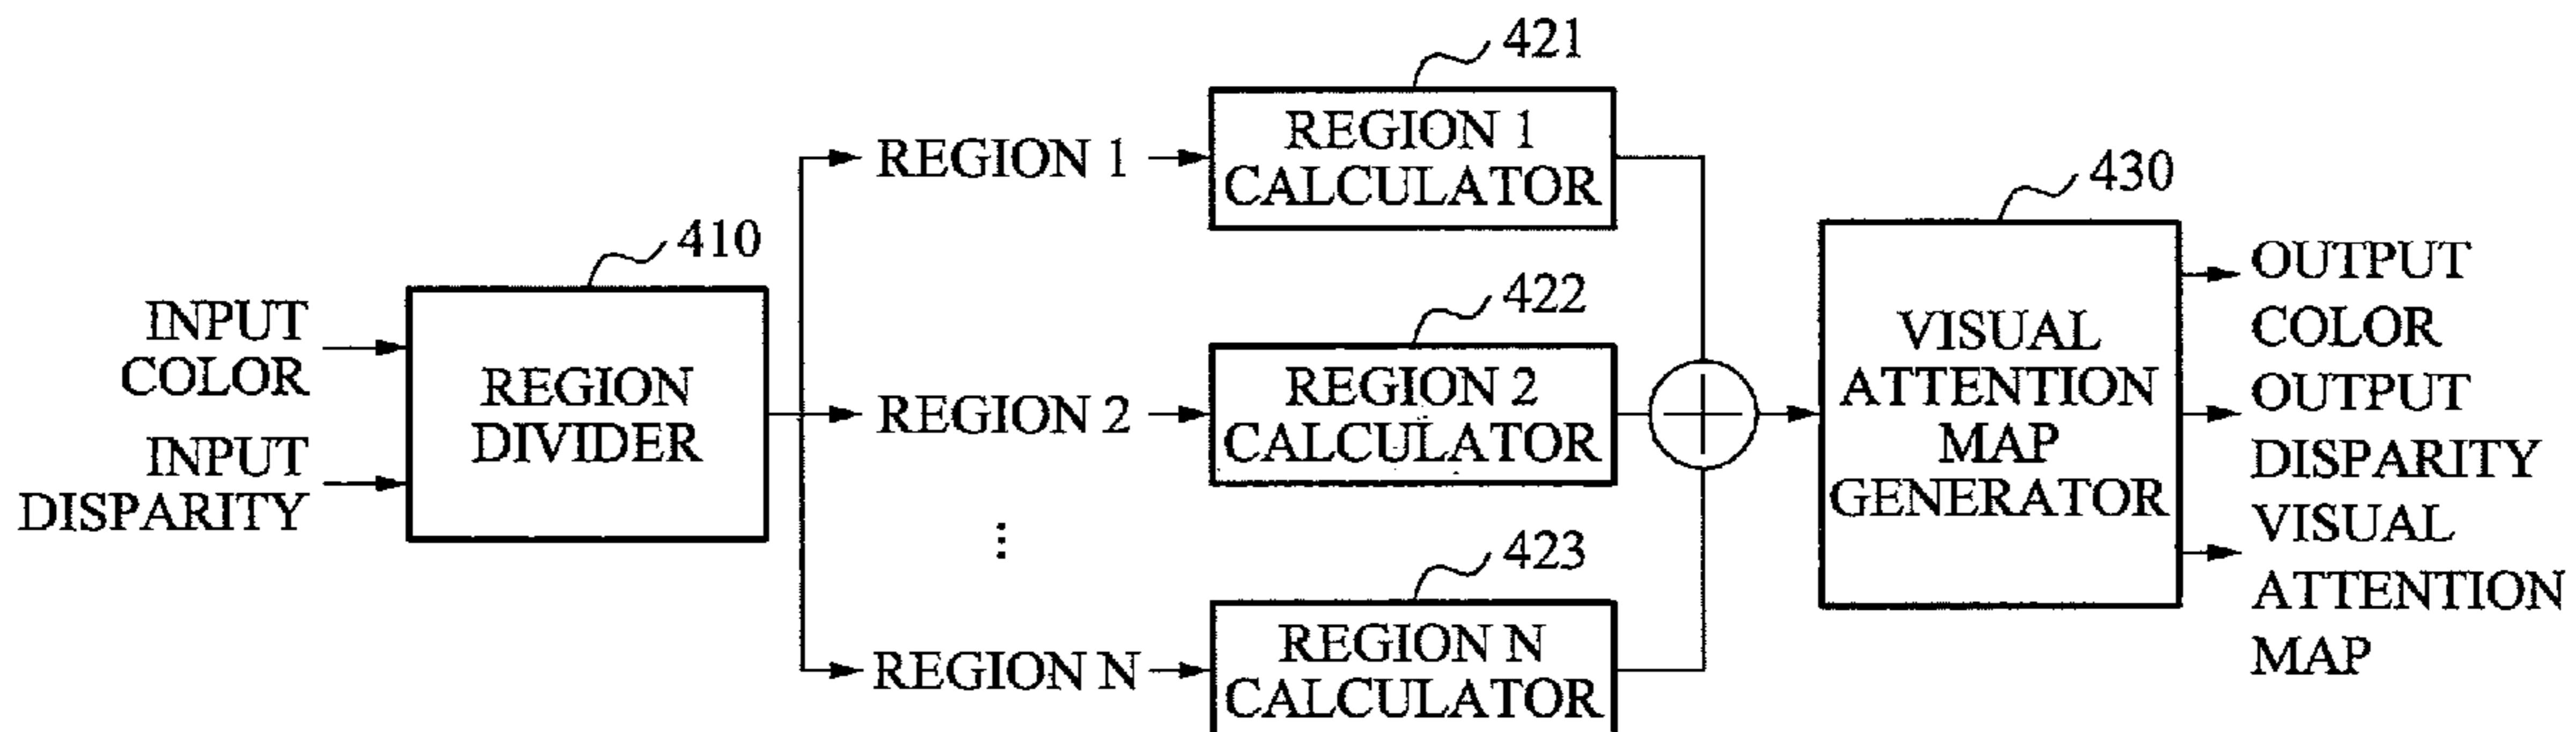 INPUT
COLOR
INPUT
DISPARITY
410
REGION
DIVIDER
REGION 1
REGION 2
⋮
REGION N
421
REGION 1
CALCULATOR
422
REGION 2
CALCULATOR
423
REGION N
CALCULATOR
430
VISUAL
ATTENTION
MAP
GENERATOR
OUTPUT
COLOR
OUTPUT
DISPARITY
VISUAL
ATTENTION
MAP